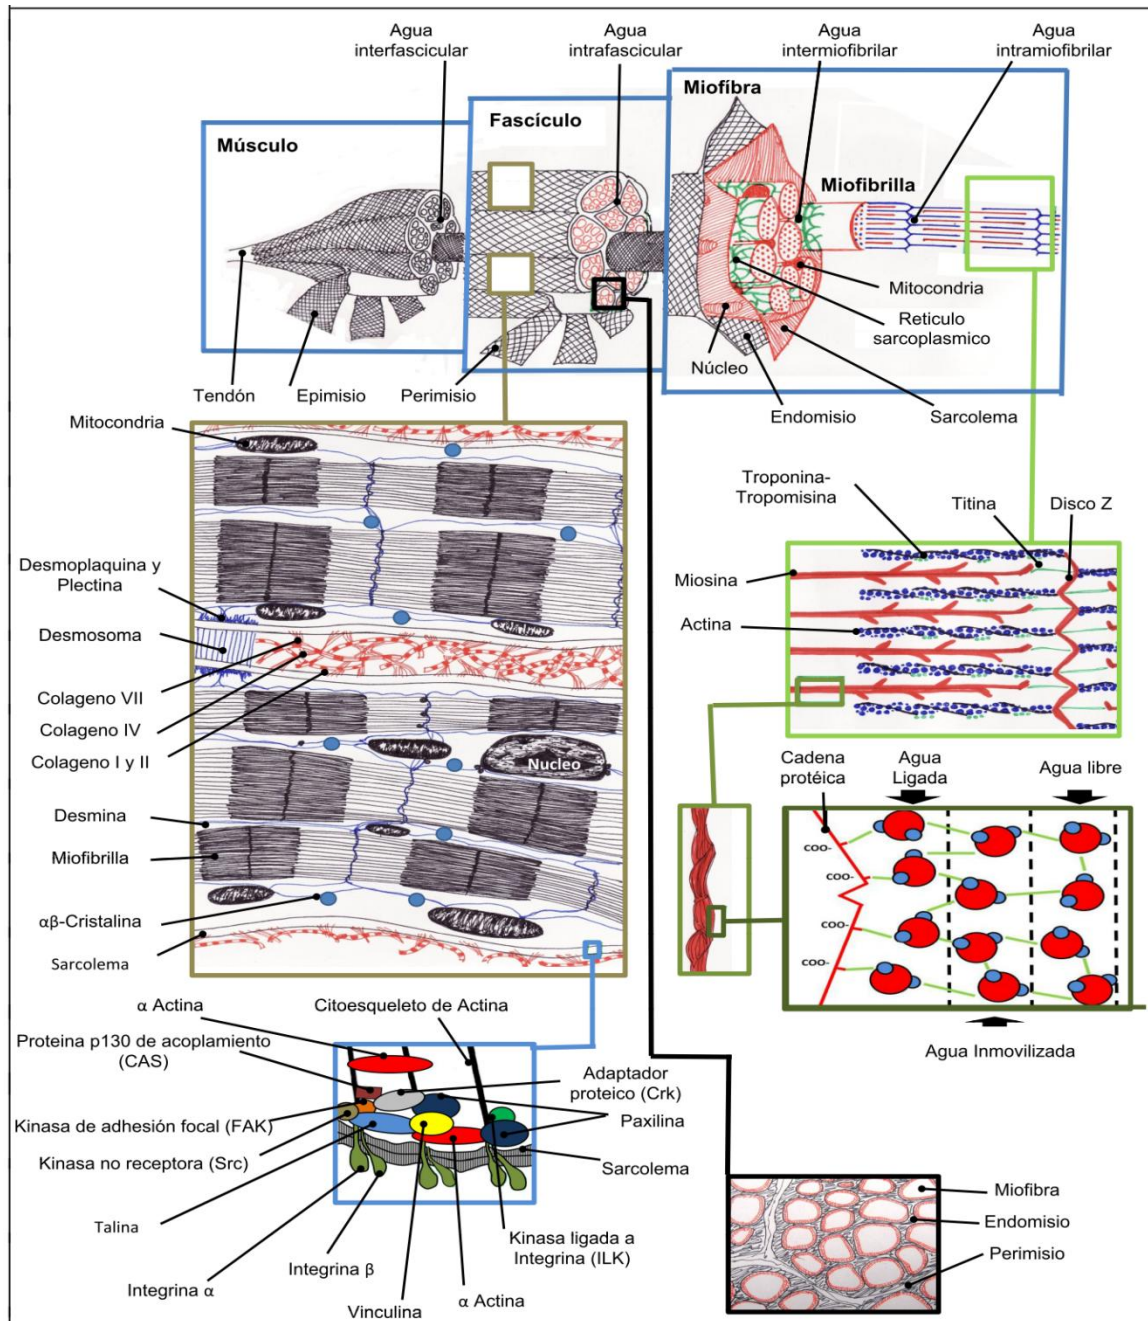 Agua
interfascicular
Agua
intrafascicular
Agua
intermiofibrilar
Agua
intramiofibrilar
Músculo
Fascículo
Miofíbra
Miofibrilla
Mitocondria
Reticulo
sarcoplasmico
Núcleo
Endomisio
Sarcolema
Tendón
Epimisio
Perimisio
Mitocondria
Desmoplaquina y
Plectina
Desmosoma
Colageno VII
Colageno IV
Colageno I y II
Nucleo
Desmina
Miofibrilla
αβ-Cristalina
Sarcolema
Troponina-
Tropomisina
Titina
Disco Z
Miosina
Actina
Cadena
protéica
Agua
Ligada
Agua libre
COO-
COO-
COO-
COO-
Agua Inmovilizada
α Actina
Citoesqueleto de Actina
Proteina p130 de acoplamiento
(CAS)
Adaptador
proteico (Crk)
Paxilina
Kinasa de adhesión focal (FAK)
Kinasa no receptora (Src)
Sarcolema
Talina
Integrina α
Integrina β
Vinculina
α Actina
Kinasa ligada a
Integrina (ILK)
Miofibra
Endomisio
Perimisio